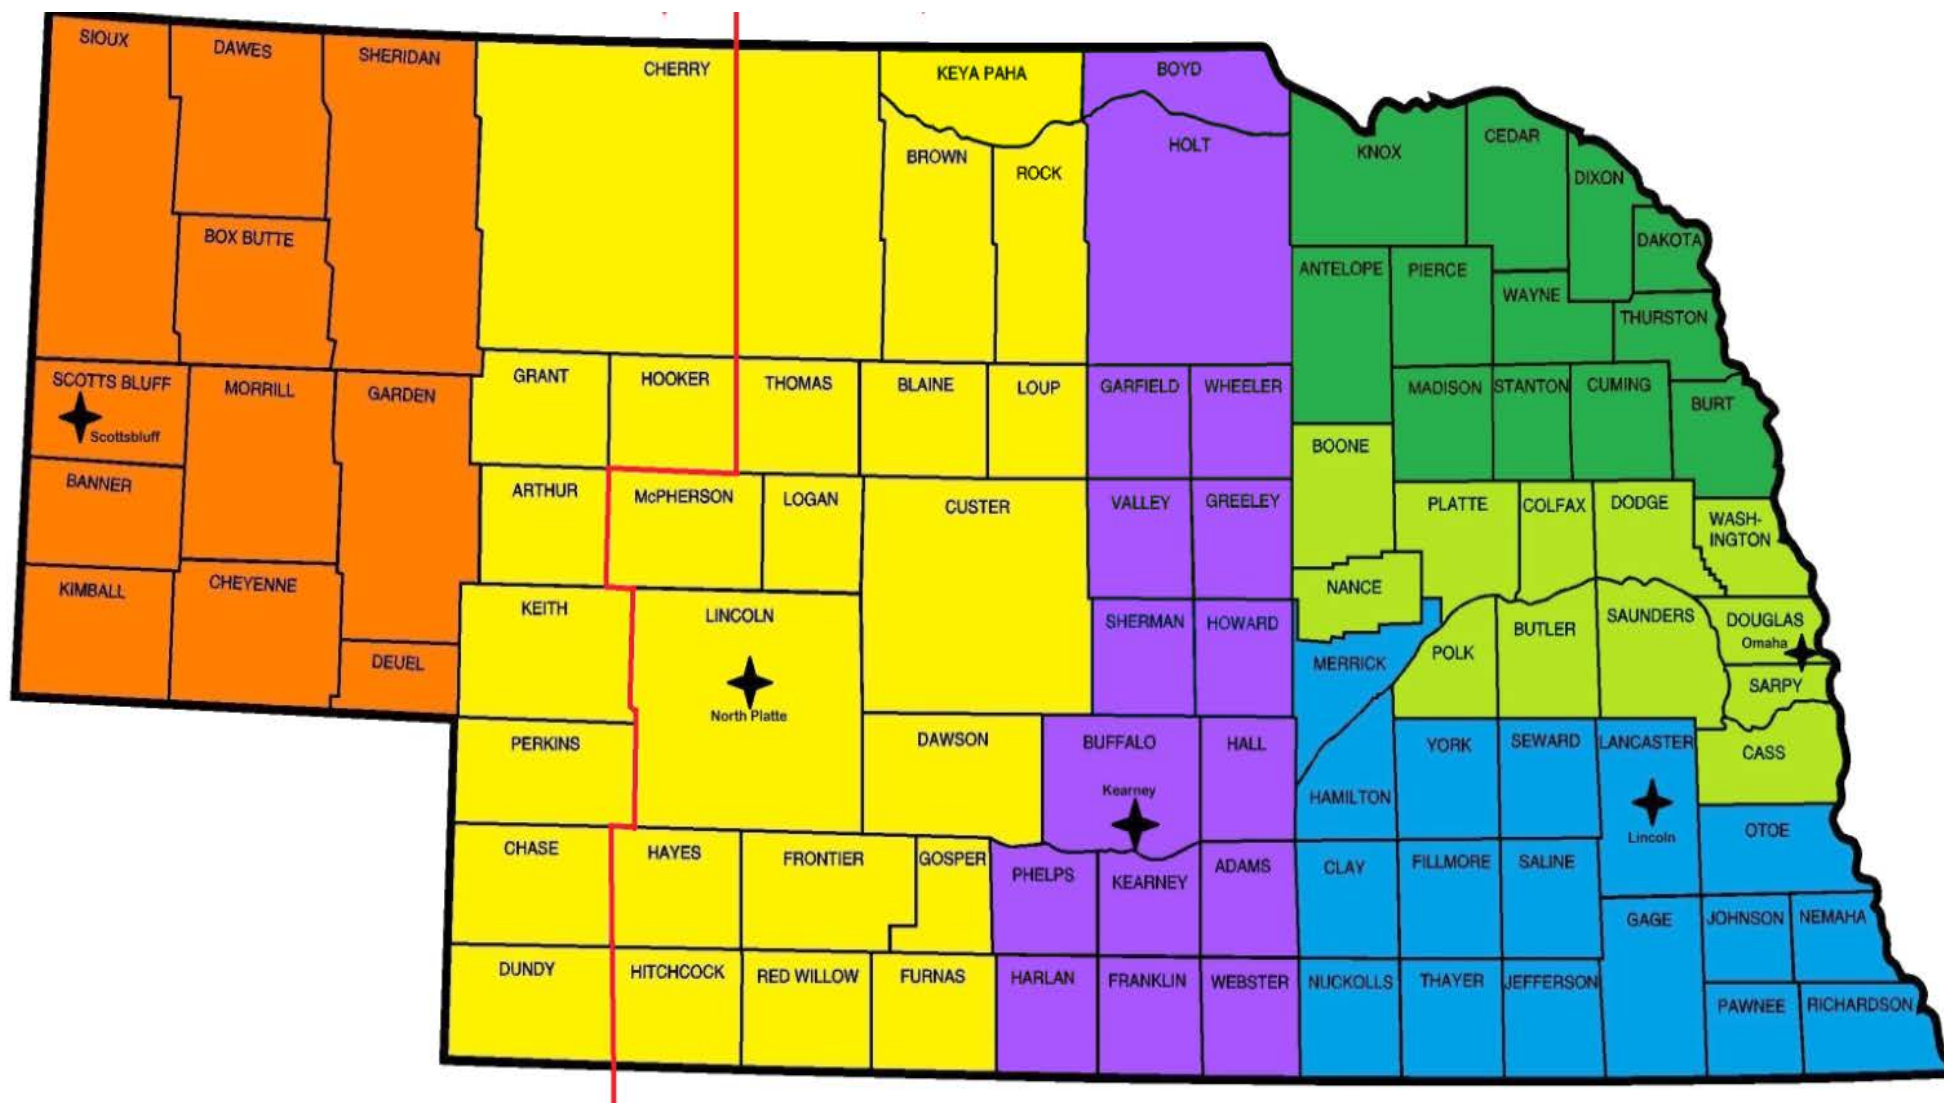 SIOUX
DAWES
SHERIDAN
CHERRY
KEYA PAHA
BOYD
HOLT
BROWN
ROCK
KNOX
CEDAR
DIXON
DAKOTA
BOX BUTTE
ANTELOPE
PIERCE
WAYNE
THURSTON
SCOTTS BLUFF
Scottsbluff
MORRILL
GARDEN
GRANT
HOOKER
THOMAS
BLAINE
LOUP
GARFIELD
WHEELER
MADISON
STANTON
CUMING
BURT
BOONE
BANNER
ARTHUR
McPHERSON
LOGAN
CUSTER
VALLEY
GREELEY
PLATTE
COLFAX
DODGE
WASH-
INGTON
KIMBALL
CHEYENNE
NANCE
KEITH
LINCOLN
North Platte
SHERMAN
HOWARD
MERRICK
POLK
BUTLER
SAUNDERS
DOUGLAS
Omaha
SARPY
DEUEL
PERKINS
DAWSON
BUFFALO
Kearney
HALL
HAMILTON
YORK
SEWARD
LANCASTER
Lincoln
CASS
OTOE
CHASE
HAYES
FRONTIER
GOSPER
PHELPS
KEARNEY
ADAMS
CLAY
FILLMORE
SALINE
GAGE
JOHNSON
NEMAHA
DUNDY
HITCHCOCK
RED WILLOW
FURNAS
HARLAN
FRANKLIN
WEBSTER
NUCKOLLS
THAYER
JEFFERSON
PAWNEE
RICHARDSON